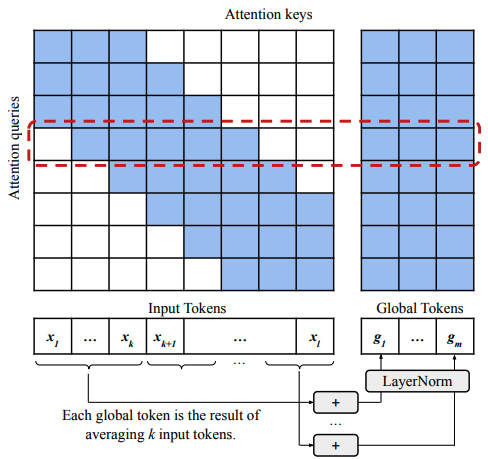 Attention keys
Attention queries
Input Tokens
Global Tokens
x1 ... xk xk+1 ... xl
g1 ... gm
...
LayerNorm
Each global token is the result of
averaging k input tokens.
+
...
+